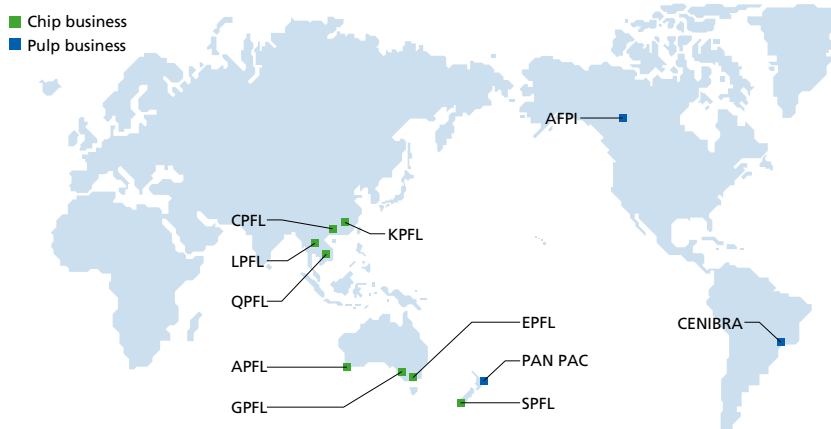 Chip business
Pulp business
AFPI
CPFL
KPFL
LPFL
QPFL
EPFL
CENIBRA
APFL
PAN PAC
GPFL
SPFL